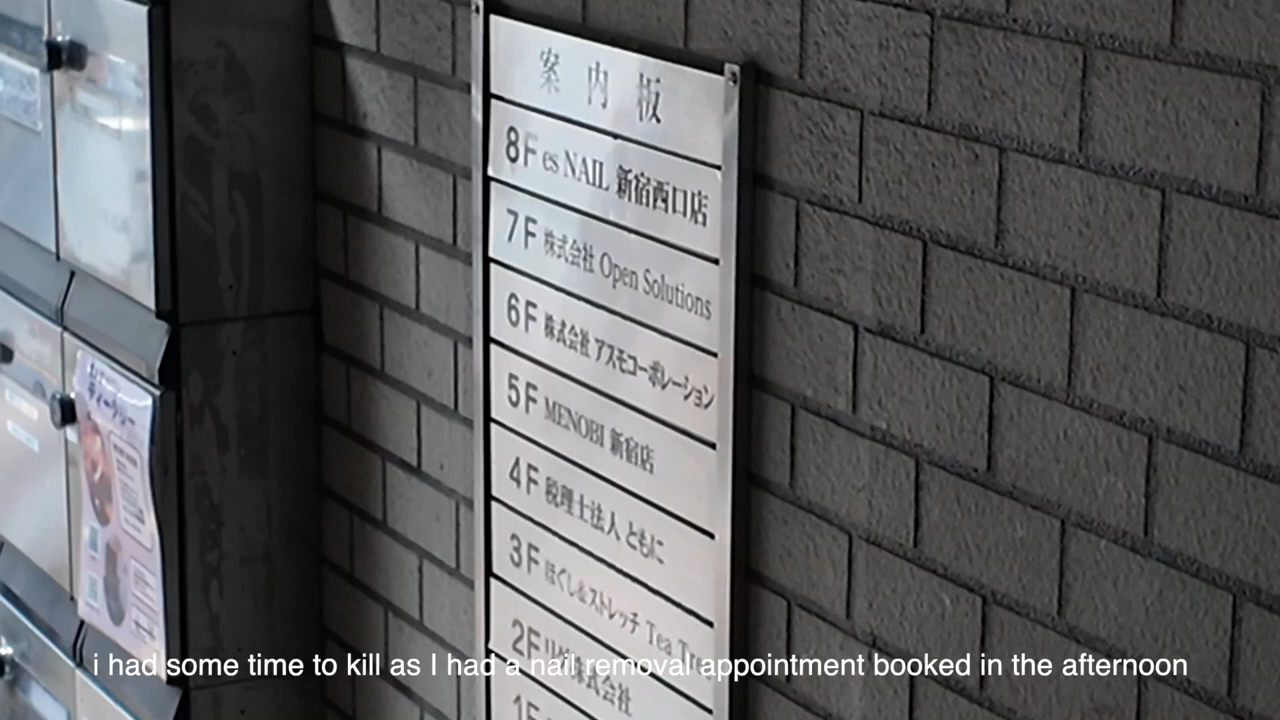 案内板
8F es NAIL 新宿西口店
7F 株式会社 Open Solutions
6F 株式会社 アスモコーポレーション
5F MENOBI 新宿店
4F 税理士法人 ともに
3F ほぐし&ストレッチ Tea
2F 株式会社
1F
i had some time to kill as I had a nail removal appointment booked in the afternoon